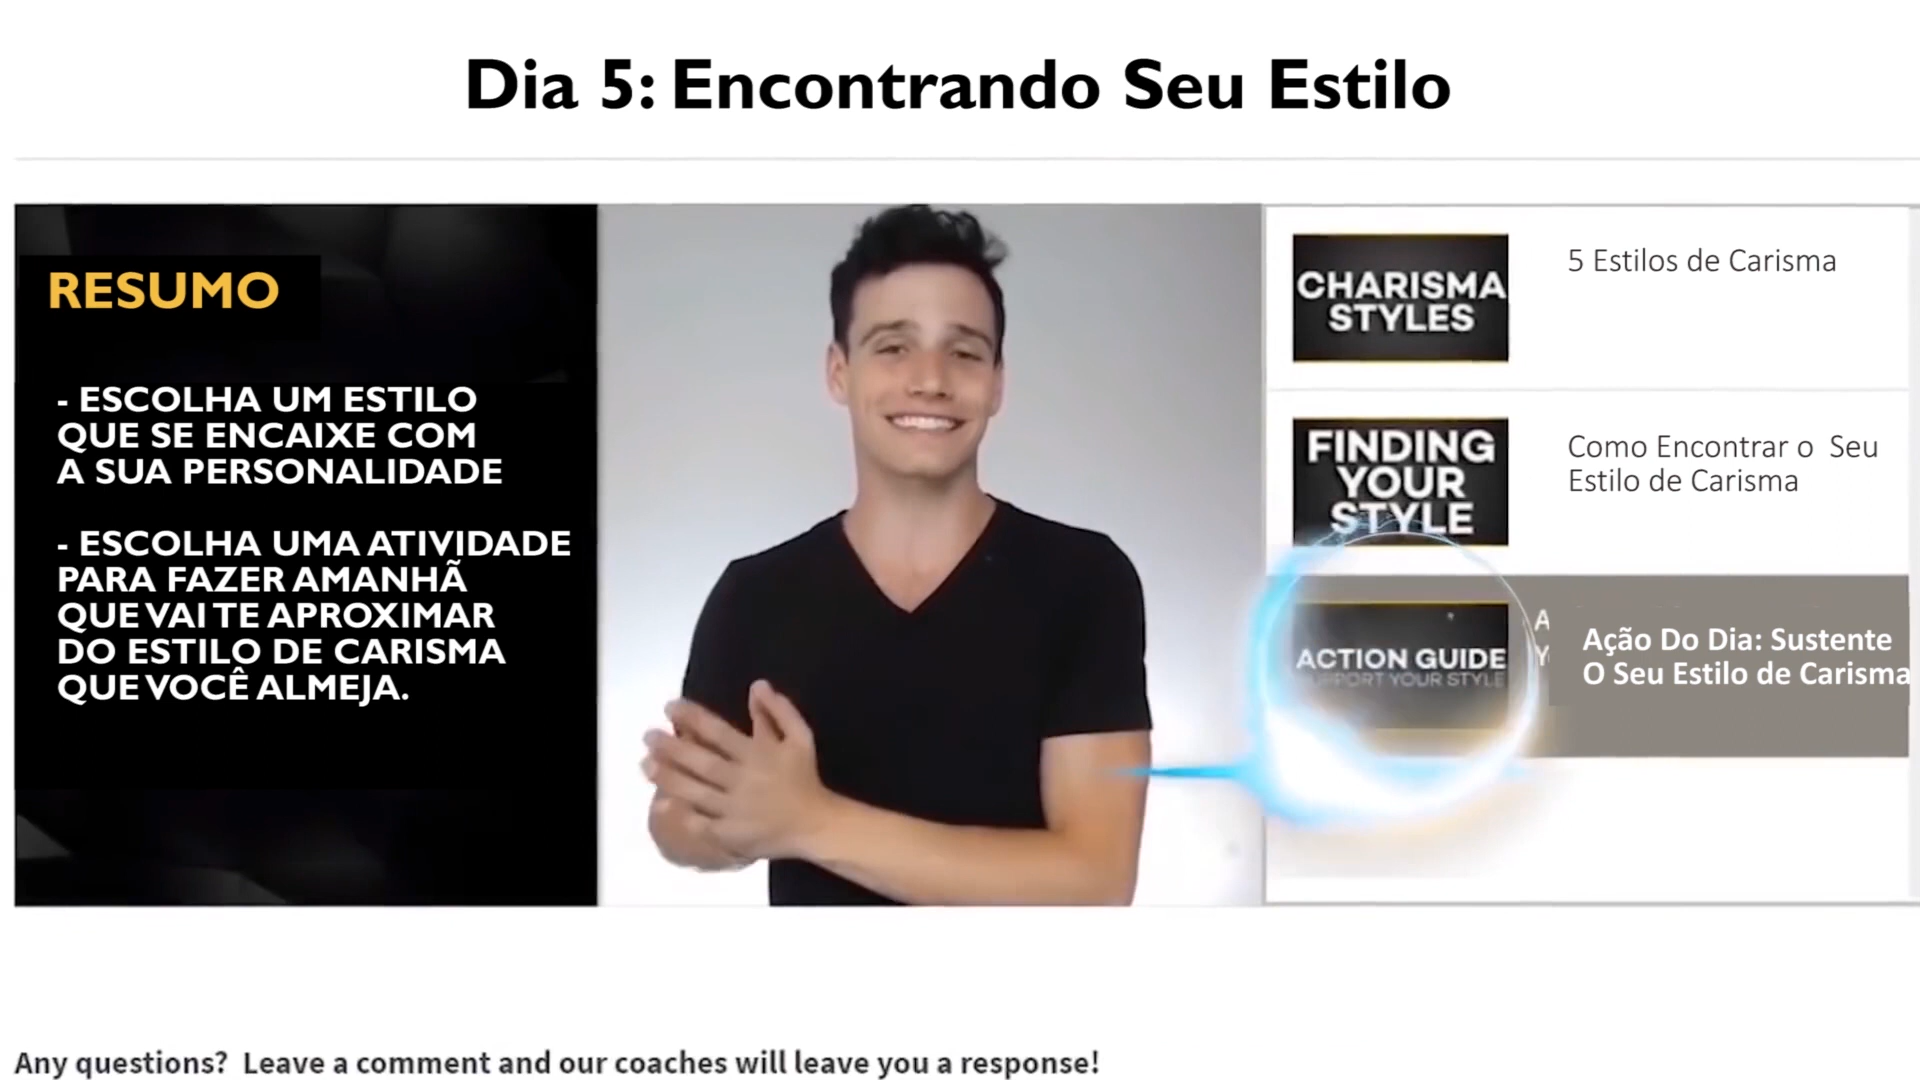 Dia 5: Encontrando Seu Estilo
RESUMO
- ESCOLHA UM ESTILO
QUE SE ENCAIXE COM
A SUA PERSONALIDADE
- ESCOLHA UMA ATIVIDADE
PARA FAZER AMANHÃ
QUE VAI TE APROXIMAR
DO ESTILO DE CARISMA
QUE VOCÊ ALMEJA.
CHARISMA
STYLES
5 Estilos de Carisma
FINDING
YOUR
STYLE
Como Encontrar o Seu
Estilo de Carisma
ACTION GUIDE
SUPPORT YOUR STYLE
A
Y
Ação Do Dia: Sustente
O Seu Estilo de Carisma
Any questions? Leave a comment and our coaches will leave you a response!